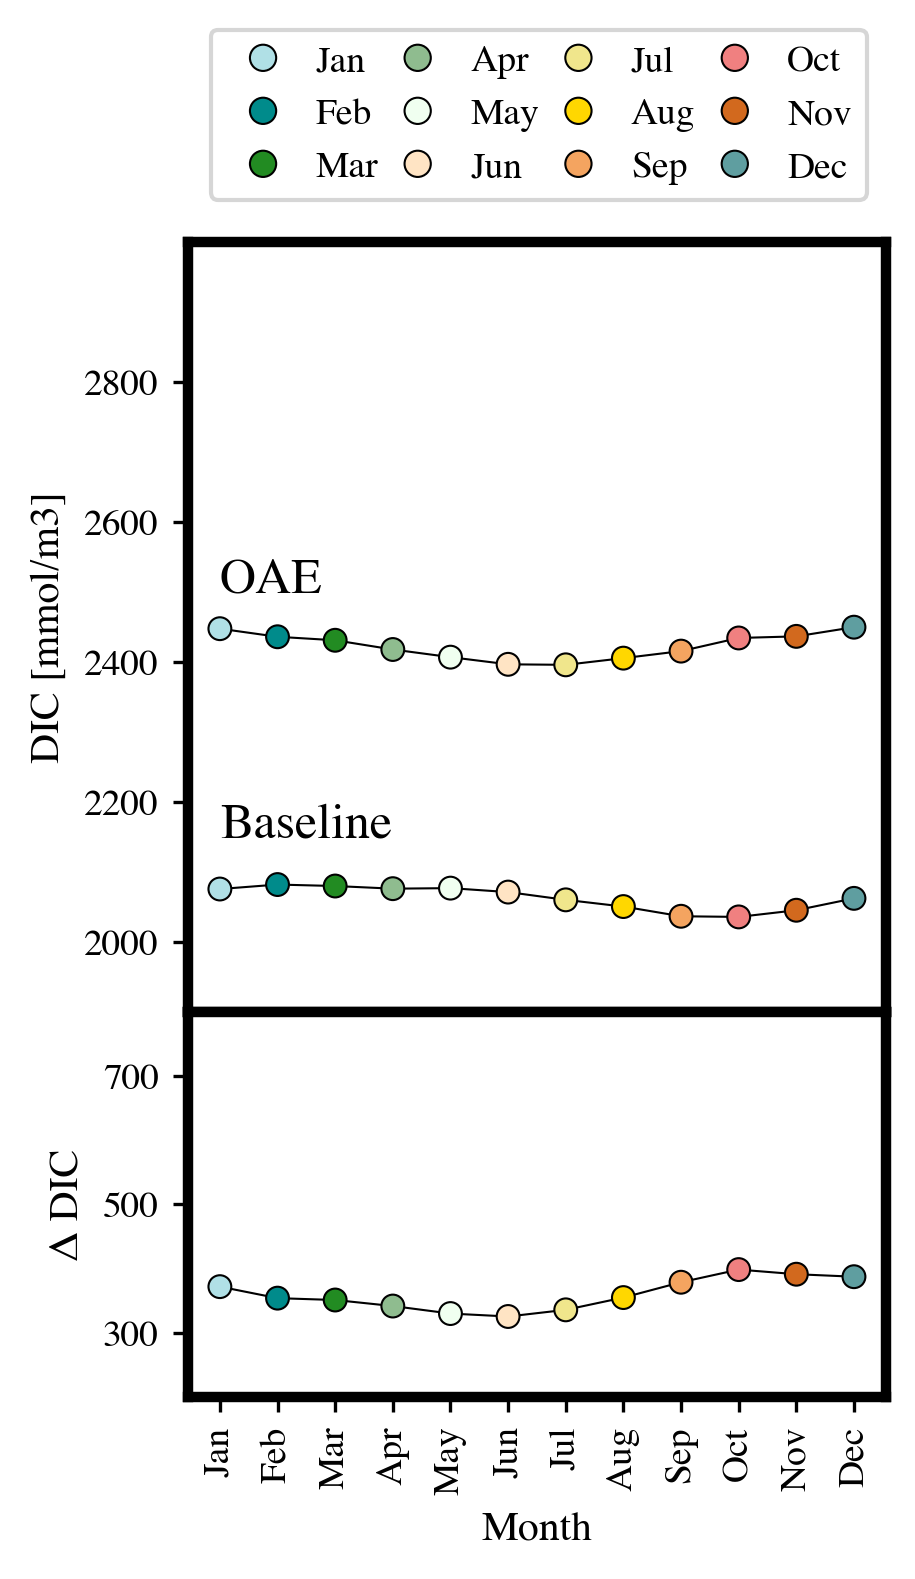 Jan Apr Jul Oct
Feb May Aug Nov
Mar Jun Sep Dec
2800
2600
OAE
2400
2200
Baseline
2000
DIC [mmol/m3]
700
500
300
Δ DIC
Jan Feb Mar Apr May Jun Jul Aug Sep Oct Nov Dec
Month